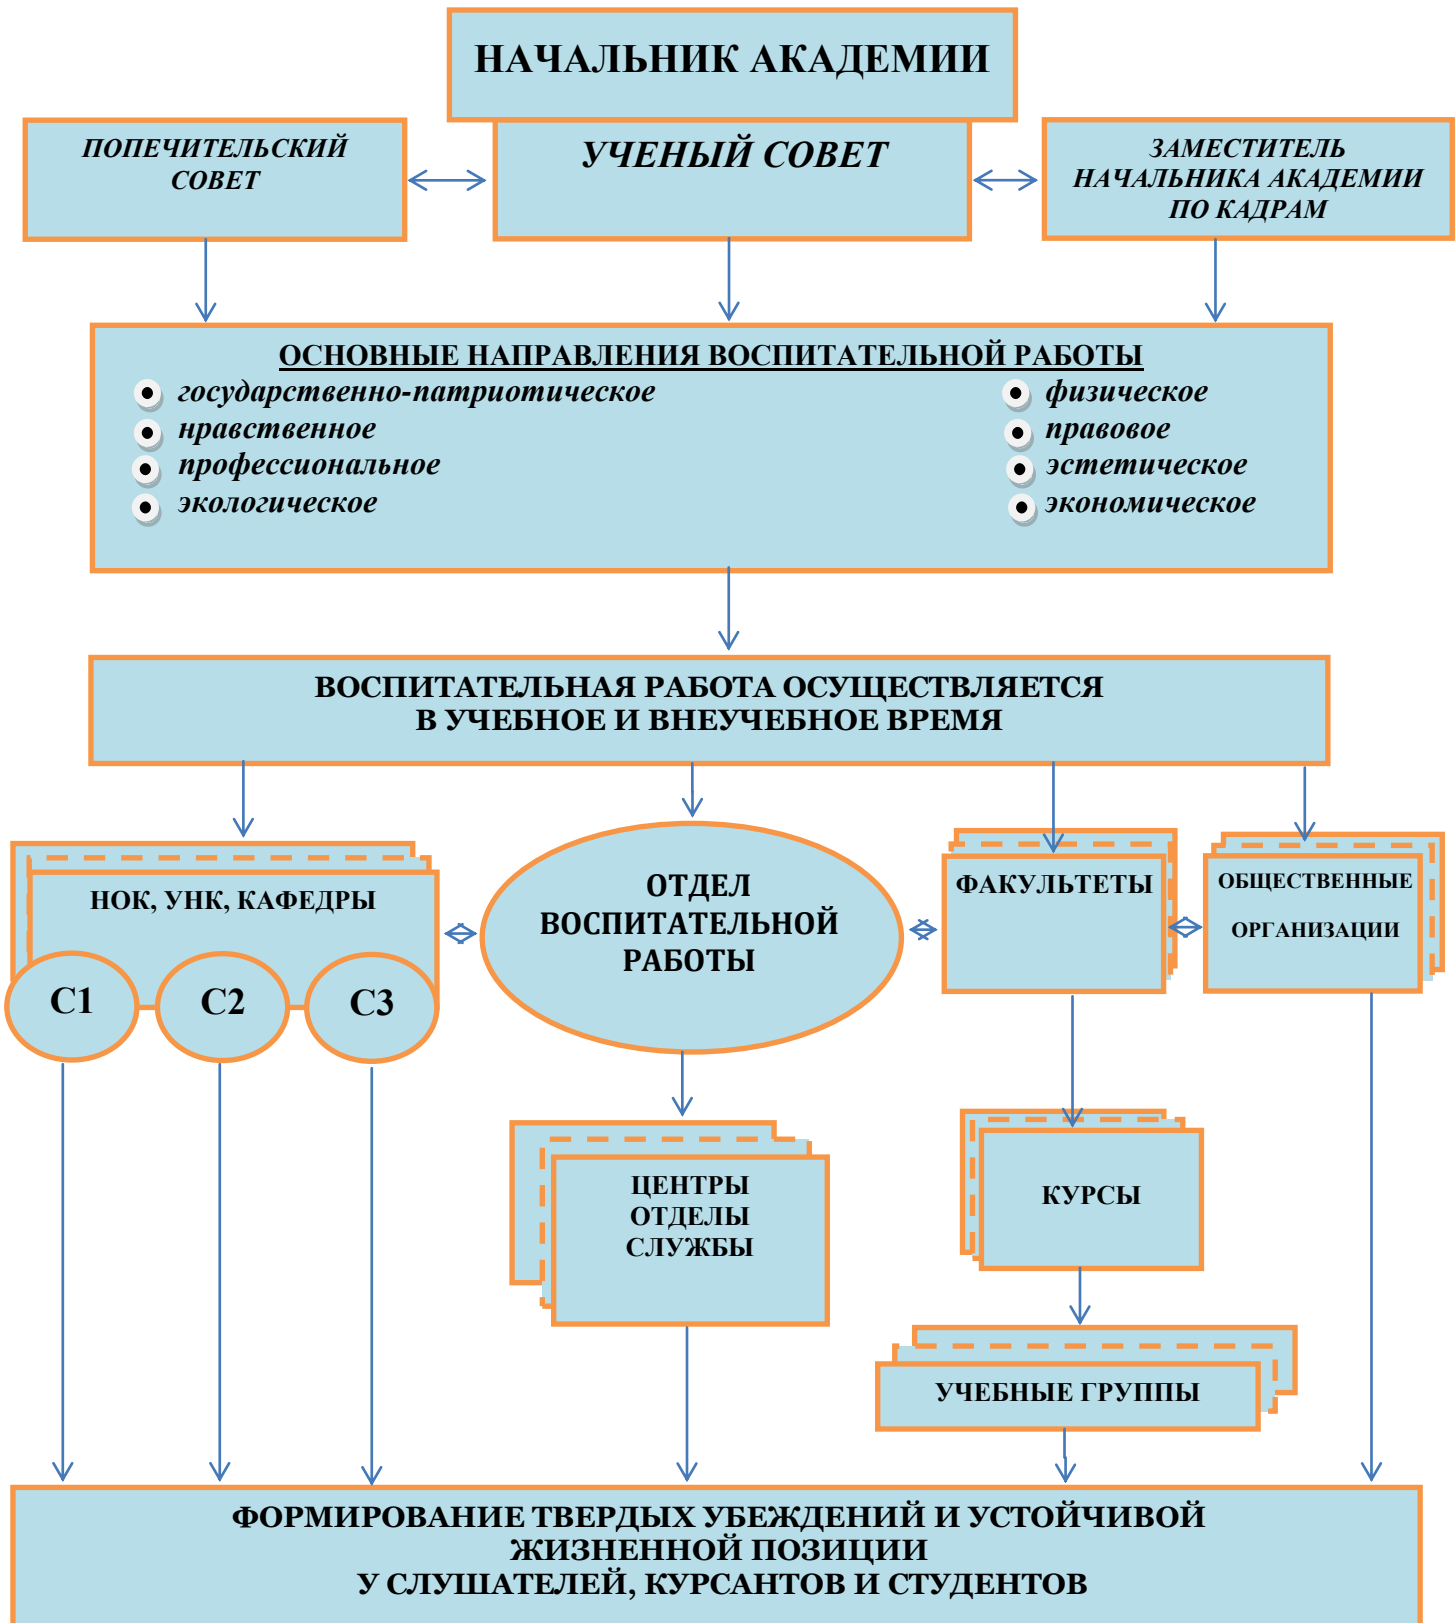 НАЧАЛЬНИК АКАДЕМИИ
ПОПЕЧИТЕЛЬСКИЙ
СОВЕТ
УЧЕНЫЙ СОВЕТ
ЗАМЕСТИТЕЛЬ
НАЧАЛЬНИКА АКАДЕМИИ
ПО КАДРАМ
ОСНОВНЫЕ НАПРАВЛЕНИЯ ВОСПИТАТЕЛЬНОЙ РАБОТЫ
государственно-патриотическое
нравственное
профессиональное
экологическое
физическое
правовое
эстетическое
экономическое
ВОСПИТАТЕЛЬНАЯ РАБОТА ОСУЩЕСТВЛЯЕТСЯ
В УЧЕБНОЕ И ВНЕУЧЕБНОЕ ВРЕМЯ
НОК, УНК, КАФЕДРЫ
С1
С2
С3
ОТДЕЛ
ВОСПИТАТЕЛЬНОЙ
РАБОТЫ
ФАКУЛЬТЕТЫ
ОБЩЕСТВЕННЫЕ
ОРГАНИЗАЦИИ
ЦЕНТРЫ
ОТДЕЛЫ
СЛУЖБЫ
КУРСЫ
УЧЕБНЫЕ ГРУППЫ
ФОРМИРОВАНИЕ ТВЕРДЫХ УБЕЖДЕНИЙ И УСТОЙЧИВОЙ
ЖИЗНЕННОЙ ПОЗИЦИИ
У СЛУШАТЕЛЕЙ, КУРСАНТОВ И СТУДЕНТОВ